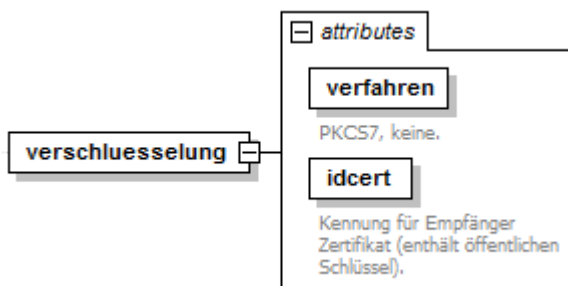 attributes
verfahren
PKCS7, keine.
verschluesselung
idcert
Kennung für Empfänger
Zertifikat (enthält öffentlichen
Schlüssel).